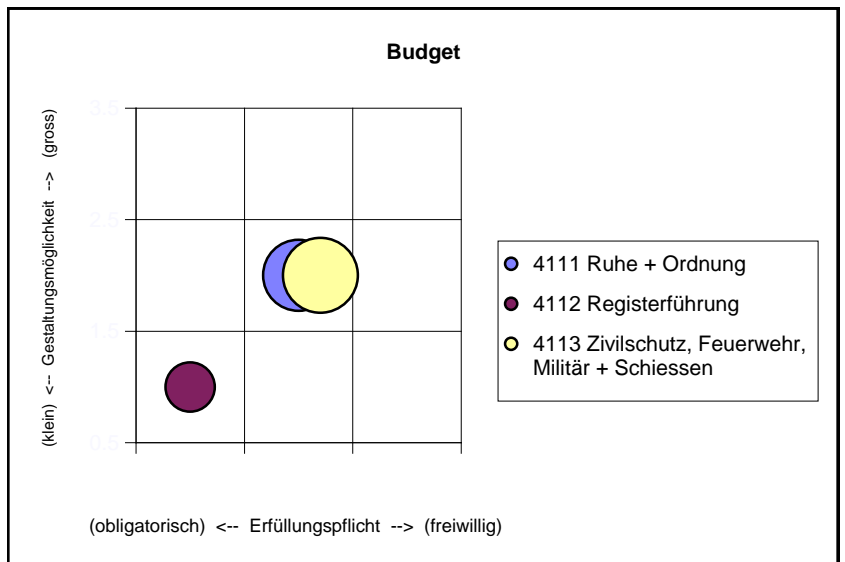 Budget
3.5
2.5
1.5
0.5
(klein) <-- Gestaltungsmöglichkeit --> (gross)
(obligatorisch) <-- Erfüllungspflicht --> (freiwillig)
4111 Ruhe + Ordnung
4112 Registerführung
4113 Zivilschutz, Feuerwehr,
Militär + Schiessen